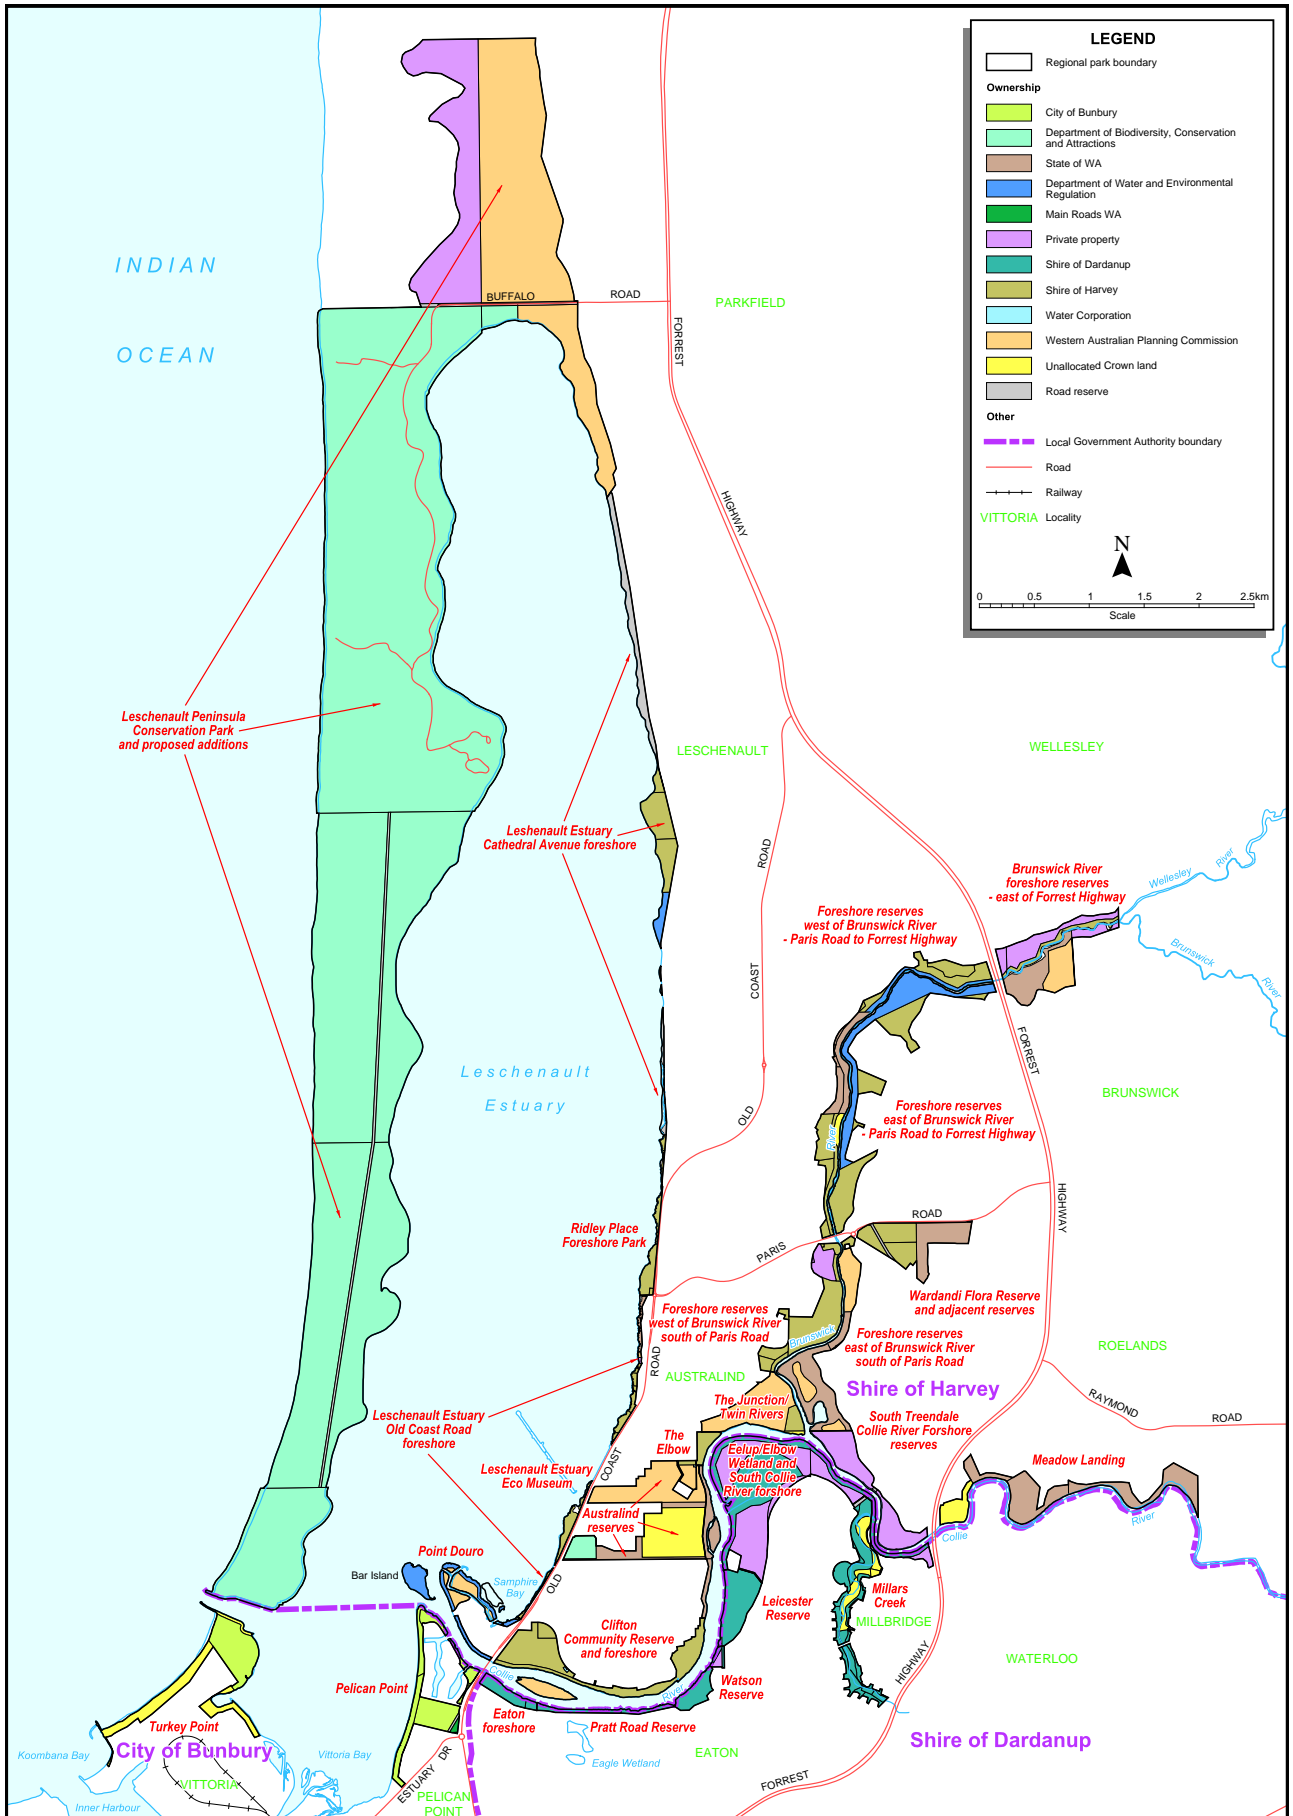 LEGEND
Regional park boundary
Ownership
City of Bunbury
Department of Biodiversity, Conservation
and Attractions
State of WA
Department of Water and Environmental
Regulation
Main Roads WA
Private property
Shire of Dardanup
Shire of Harvey
Water Corporation
Western Australian Planning Commission
Unallocated Crown land
Road reserve
Other
Local Government Authority boundary
Road
Railway
VITTORIA Locality
N
0 0.5 1 1.5 2 2.5km
Scale
INDIAN
OCEAN
BUFFALO ROAD
PARKFIELD
FORREST
HIGHWAY
Leschenault Peninsula
Conservation Park
and proposed additions
LESCHENAULT
WELLESLEY
Leshenault Estuary
Cathedral Avenue foreshore
ROAD
COAST
OLD
Brunswick River
foreshore reserves
- east of Forrest Highway
Wellesley River
Brunswick River
Foreshore reserves
west of Brunswick River
- Paris Road to Forrest Highway
FORREST
HIGHWAY
Leschenault
Estuary
BRUNSWICK
Foreshore reserves
east of Brunswick River
- Paris Road to Forrest Highway
River
Ridley Place
Foreshore Park
PARIS ROAD
Wardandi Flora Reserve
and adjacent reserves
Foreshore reserves
west of Brunswick River
south of Paris Road
Brunswick
Foreshore reserves
east of Brunswick River
south of Paris Road
ROELANDS
ROAD
AUSTRALIND
Shire of Harvey
RAYMOND ROAD
The Junction/
Twin Rivers
South Treendale
Collie River Forshore
reserves
Leschenault Estuary
Old Coast Road
foreshore
The
Elbow
Eelup/Elbow
Wetland and
South Collie
River forshore
Meadow Landing
COAST
Leschenault Estuary
Eco Museum
Australind
reserves
River
Collie
Point Douro
Bar Island
Samphire
Bay
OLD
Leicester
Reserve
Millars
Creek
MILLBRIDGE
Clifton
Community Reserve
and foreshore
WATERLOO
HIGHWAY
Collie
River
Pelican Point
Watson
Reserve
Turkey Point
Eaton
foreshore
Pratt Road Reserve
City of Bunbury
Shire of Dardanup
Koombana Bay
Vittoria Bay
Eagle Wetland
EATON
VITTORIA
ESTUARY DR
FORREST
PELICAN
POINT
Inner Harbour